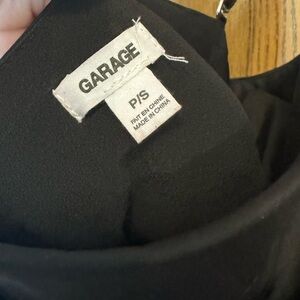 GARAGE
P/S
FAIT EN CHINE
MADE IN CHINA